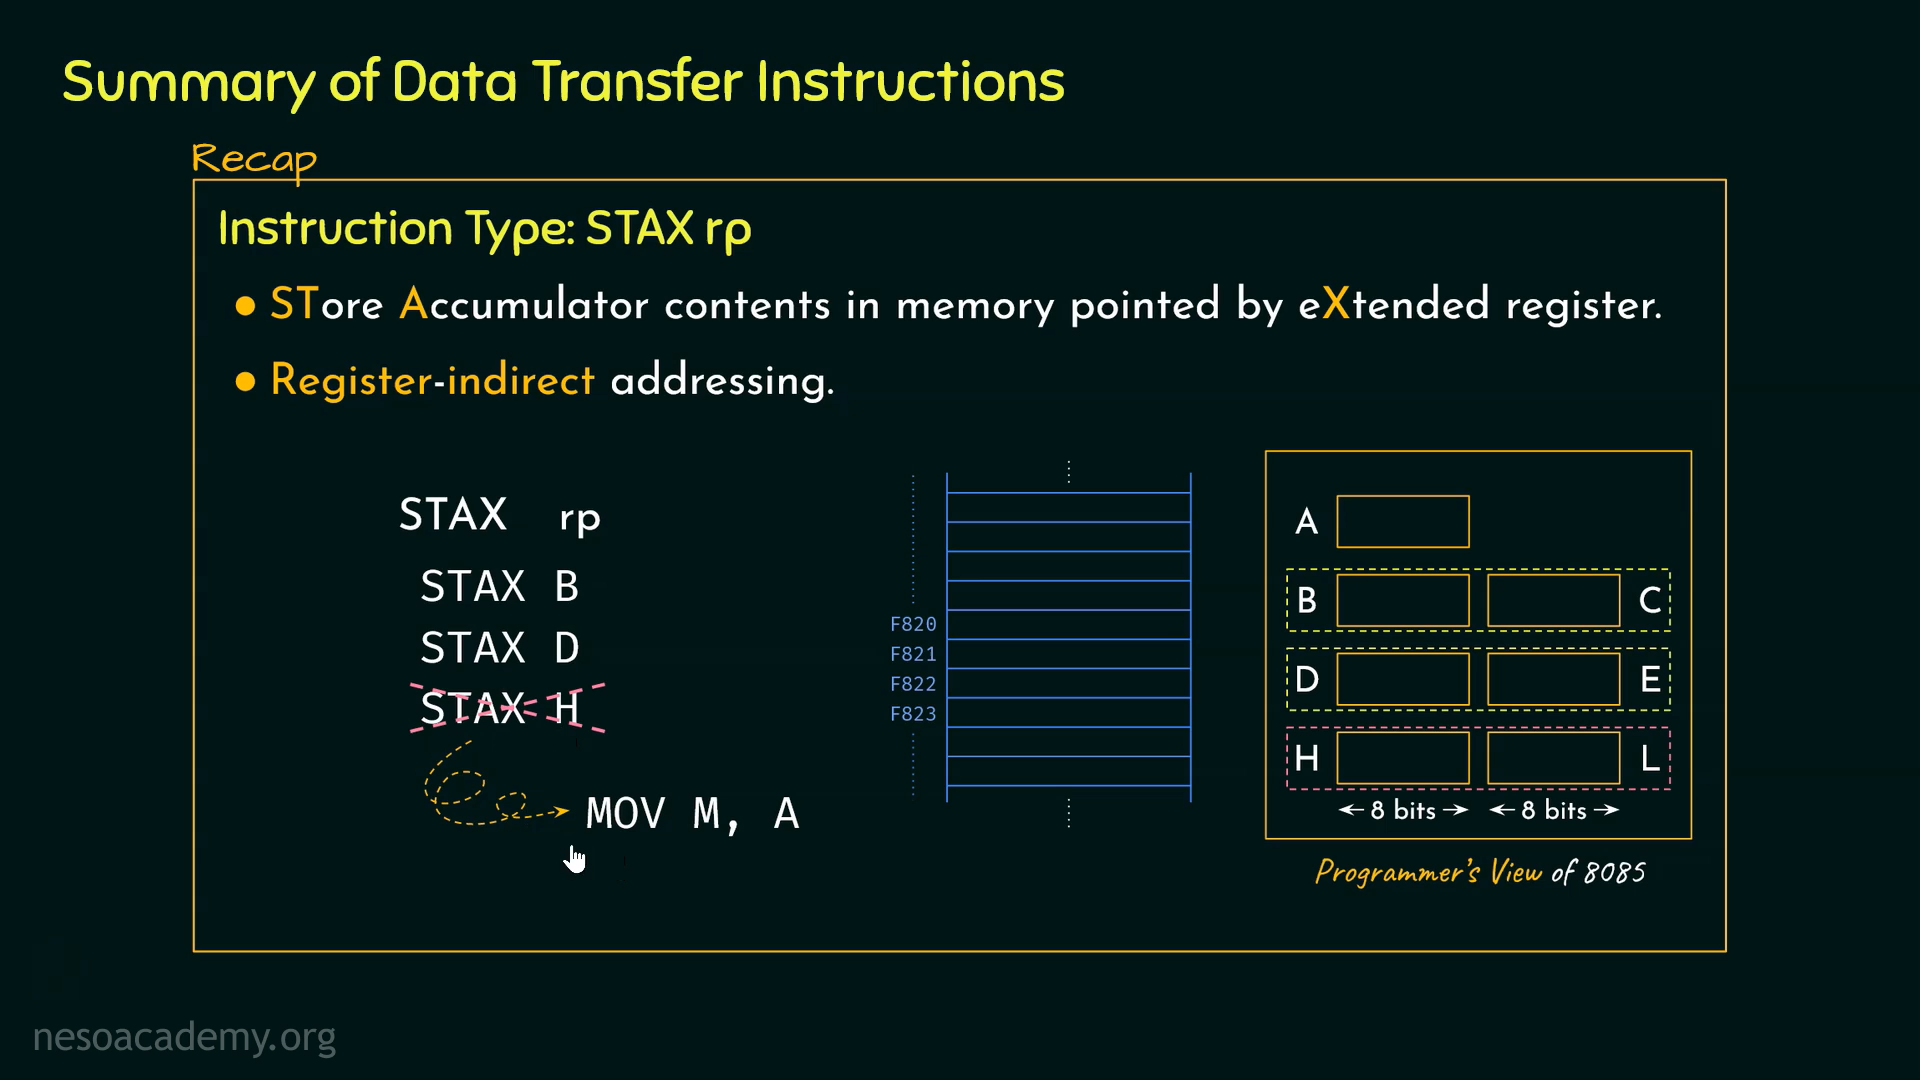 Summary of Data Transfer Instructions
Recap
Instruction Type: STAX rp
● STore Accumulator contents in memory pointed by eXtended register.
● Register-indirect addressing.
STAX rp
STAX B
STAX D
STAX H
MOV M, A
F820
F821
F822
F823
A
B C
D E
H L
8 bits 8 bits
Programmer's View of 8085
nesoacademy.org